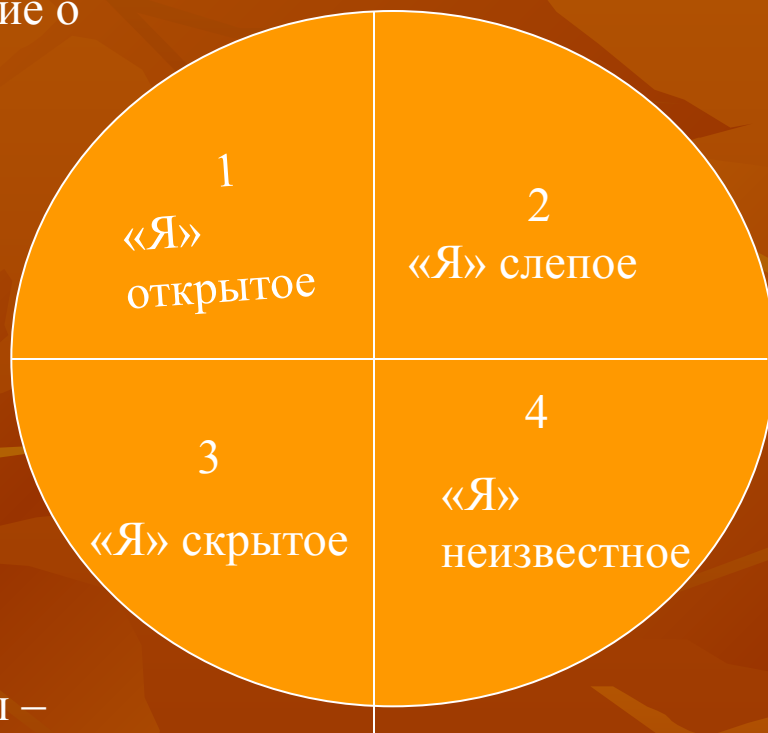 ие о
1
«Я»
открытое
2
«Я» слепое
3
«Я» скрытое
4
«Я»
неизвестное
–